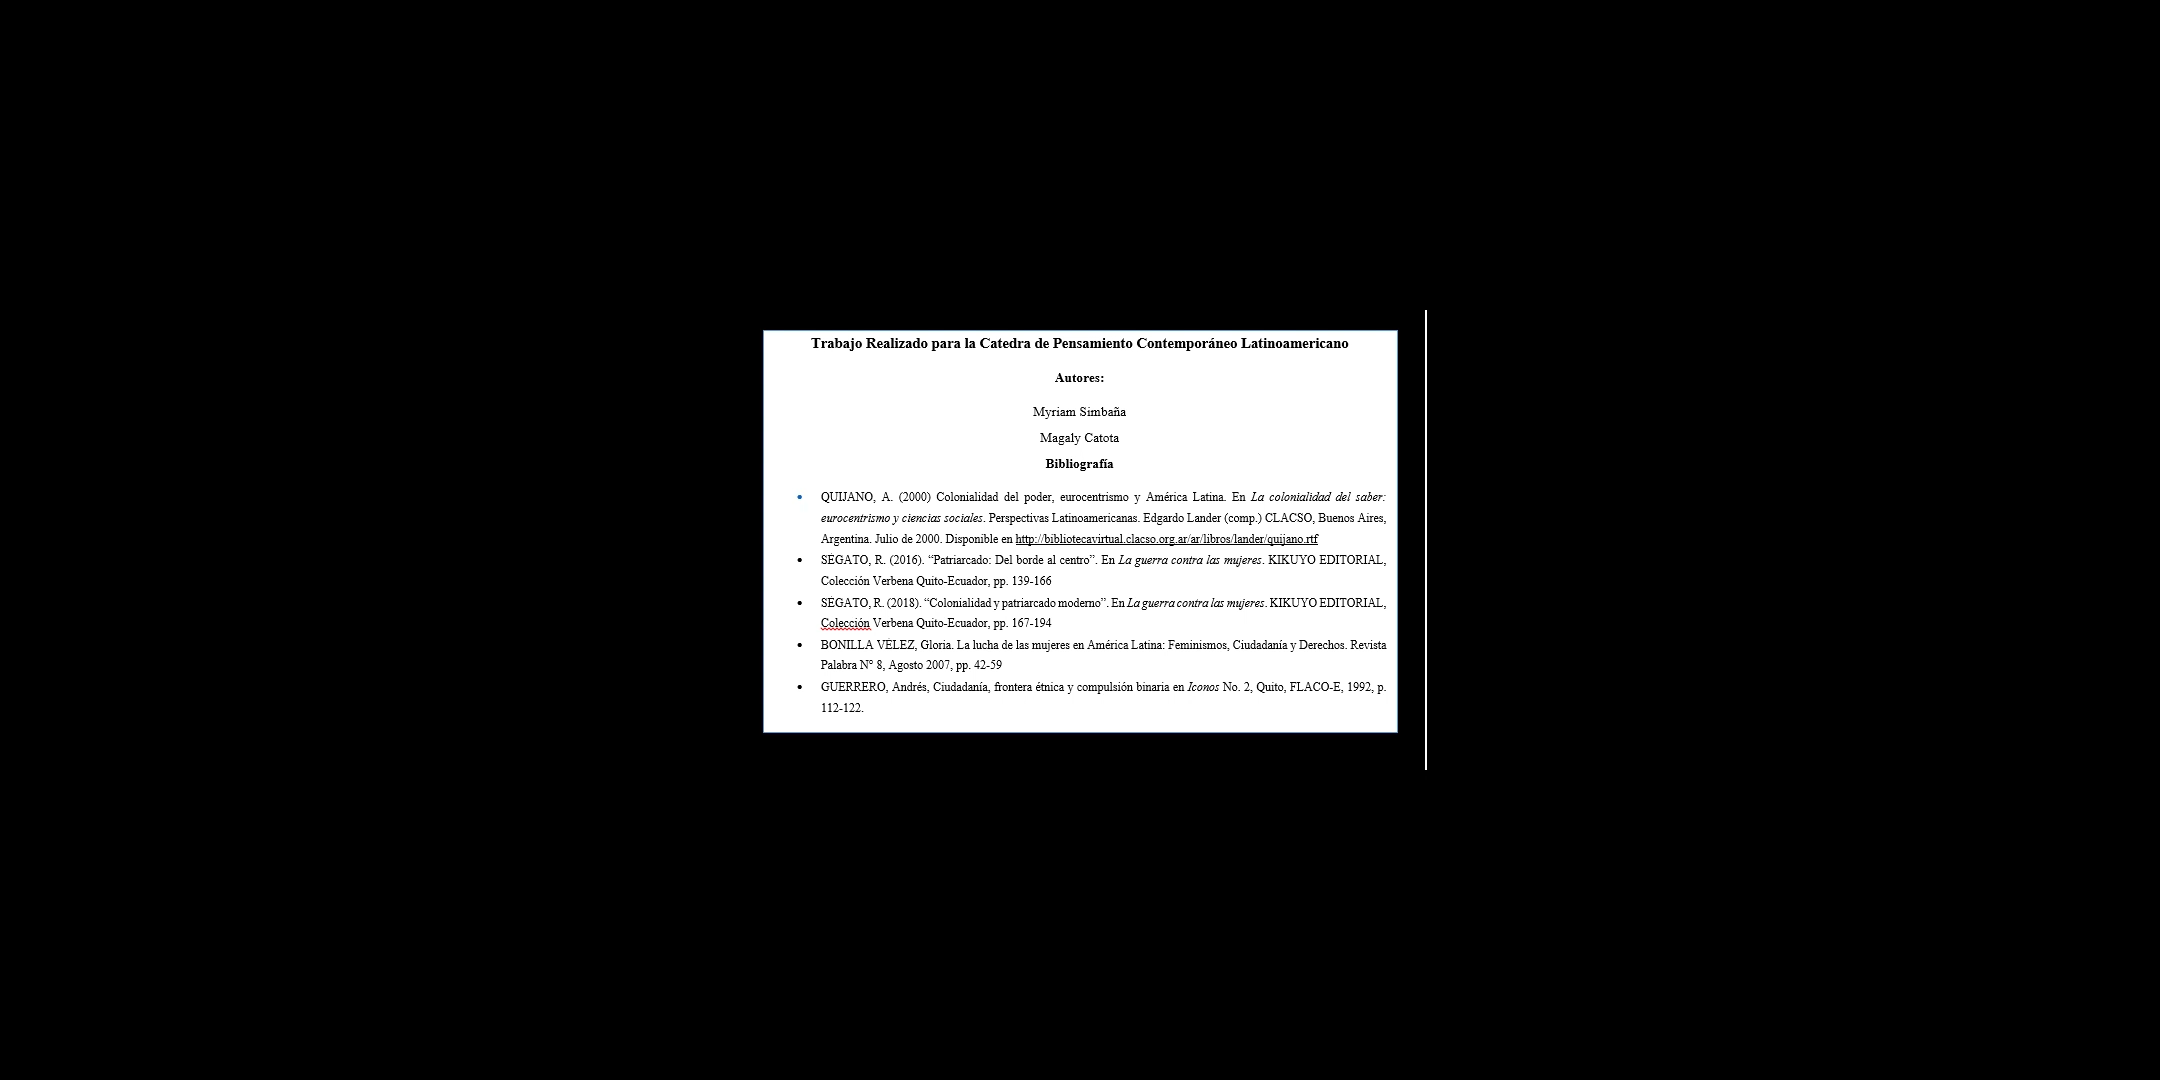 Trabajo Realizado para la Catedra de Pensamiento Contemporáneo Latinoamericano
Autores:
Myriam Simbaña
Magaly Catota
Bibliografía
• QUIJANO, A. (2000) Colonialidad del poder, eurocentrismo y América Latina. En La colonialidad del saber:
eurocentrismo y ciencias sociales. Perspectivas Latinoamericanas. Edgardo Lander (comp.) CLACSO, Buenos Aires,
Argentina. Julio de 2000. Disponible en http://bibliotecavirtual.clacso.org.ar/ar/libros/lander/quijano.rtf
• SEGATO, R. (2016). “Patriarcado: Del borde al centro”. En La guerra contra las mujeres. KIKUYO EDITORIAL,
Colección Verbena Quito-Ecuador, pp. 139-166
• SEGATO, R. (2018). “Colonialidad y patriarcado moderno”. En La guerra contra las mujeres. KIKUYO EDITORIAL,
Colección Verbena Quito-Ecuador, pp. 167-194
• BONILLA VÉLEZ, Gloria. La lucha de las mujeres en América Latina: Feminismos, Ciudadanía y Derechos. Revista
Palabra N° 8, Agosto 2007, pp. 42-59
• GUERRERO, Andrés, Ciudadanía, frontera étnica y compulsión binaria en Iconos No. 2, Quito, FLACO-E, 1992, p.
112-122.